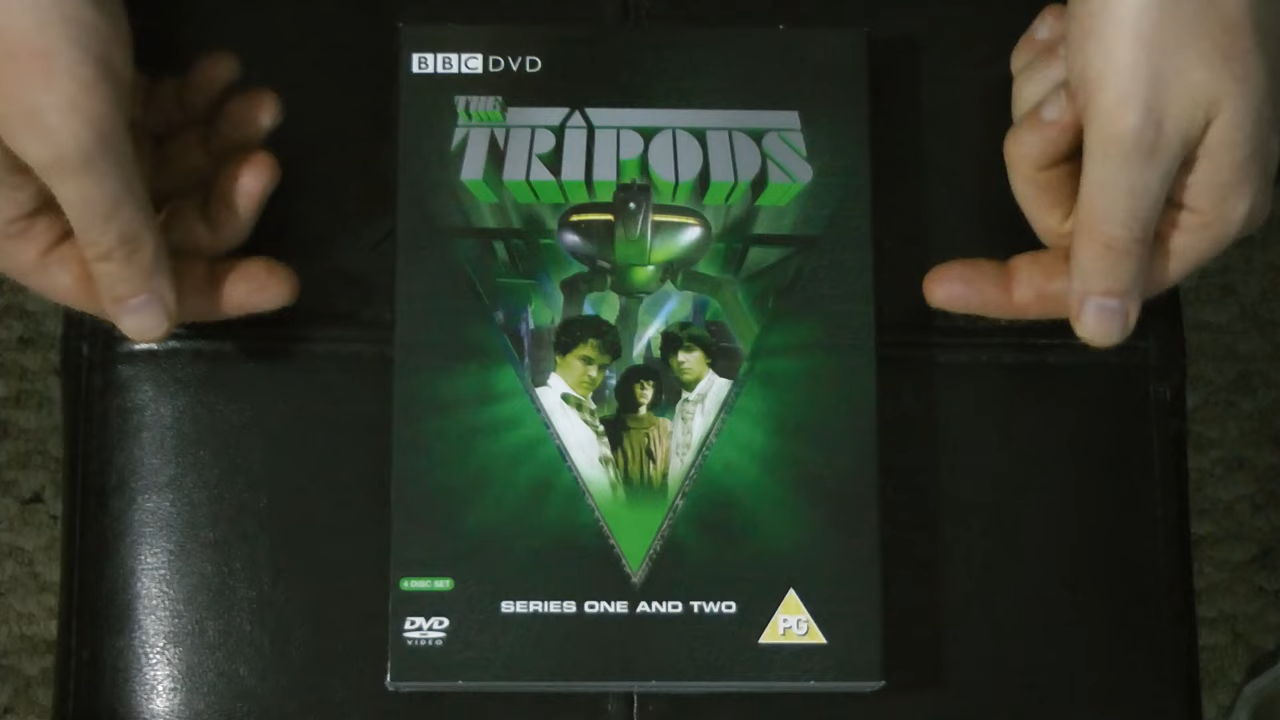 BBC DVD
THE
TRIPODS
4 DISC SET
SERIES ONE AND TWO
DVD
VIDEO
PG